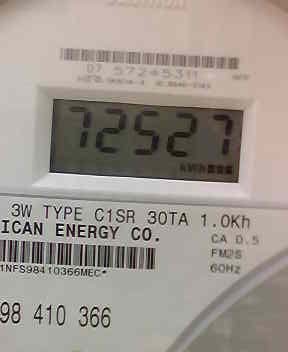 07 57245311
72527
KWH
3W TYPE C1SR 30TA 1.0Kh
ICAN ENERGY CO.
CA 0.5
FM2S
60Hz
1NFS98410366MEC*
98 410 366